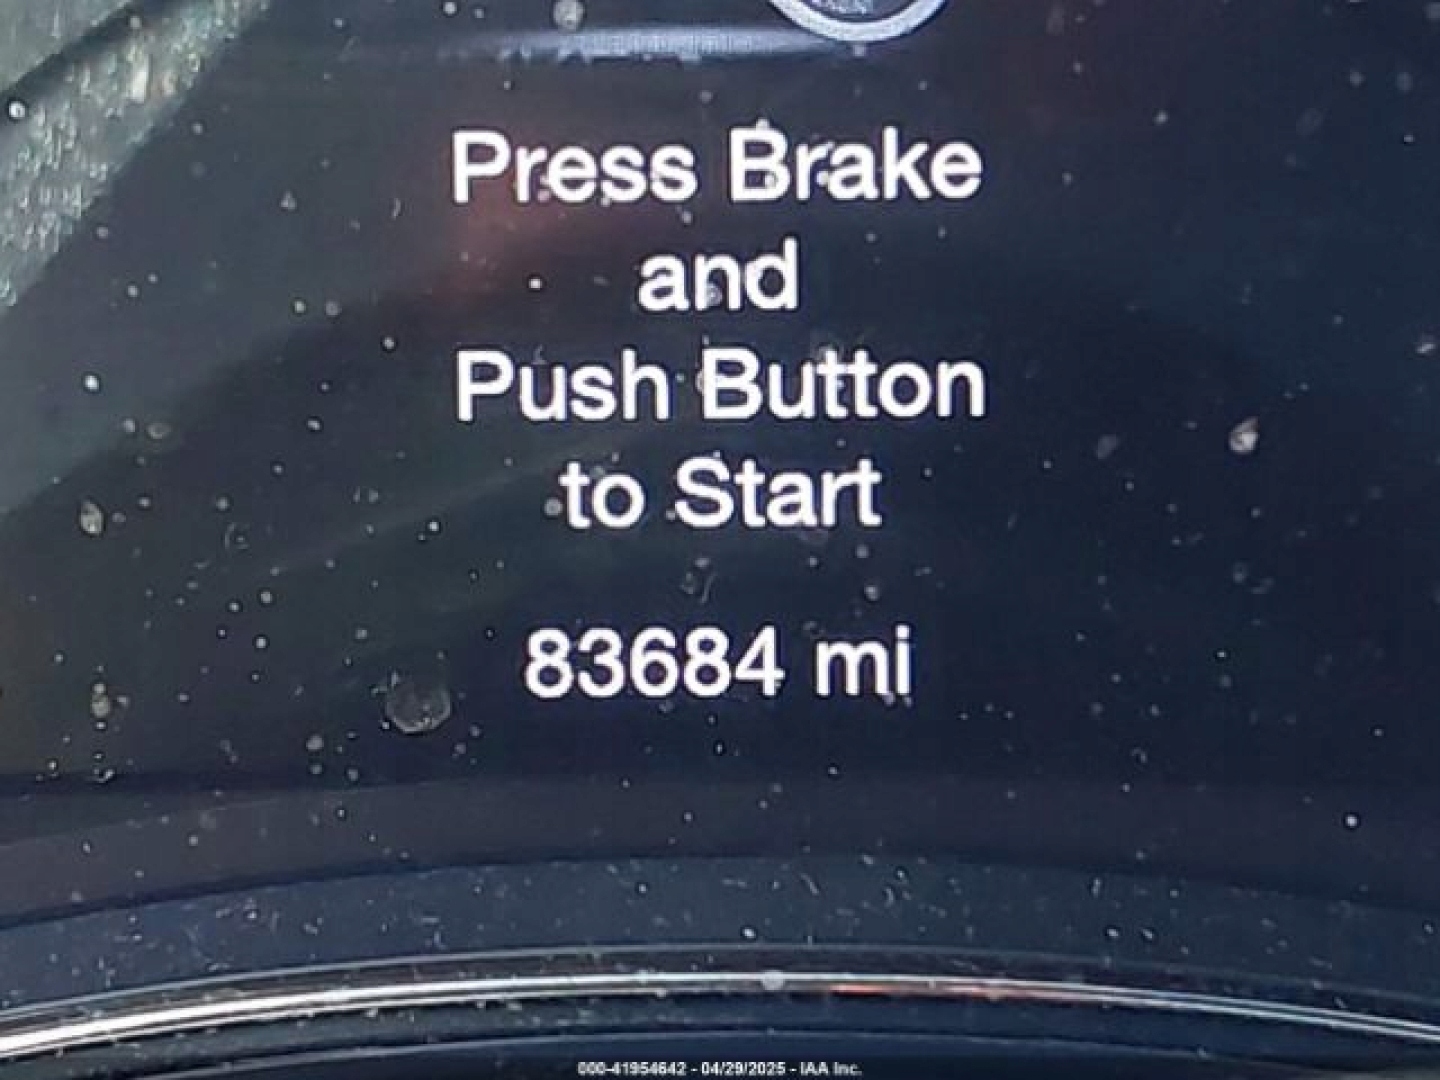 Press Brake
and
Push Button
to Start
83684 mi
000-41954642 - 04/29/2025 - IAA Inc.